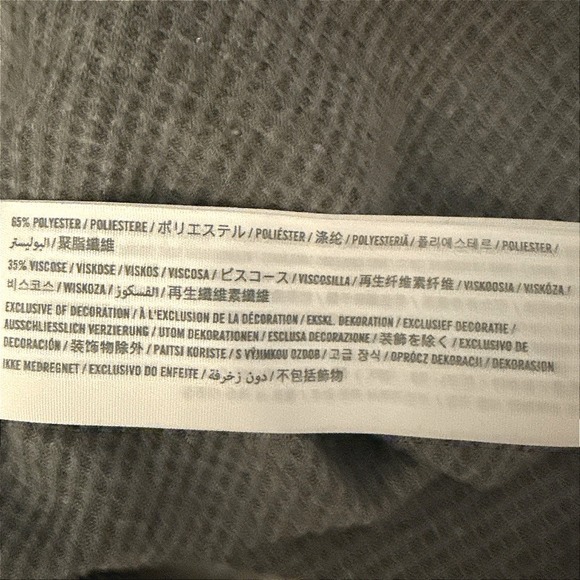 65% POLYESTER / POLIESTERE / ポリエステル / POLIÉSTER / 涤纶 / POLYESTERIÄ / 폴리에스테르 / POLIESTER /
البوليستر / 聚脂纖維
35% VISCOSE / VISKOSE / VISKOS / VISCOSA / ビスコース / VISCOSILLA / 再生纤维素纤维 / VISKOOSIA / VISKÓZA /
비스코스 / WISKOZA / الفسكوز / 再生纖維素纖維
EXCLUSIVE OF DECORATION / À L'EXCLUSION DE LA DÉCORATION / EKSKL. DEKORATION / EXCLUSIEF DECORATIE /
AUSSCHLIESSLICH VERZIERUNG / UTOM DEKORATIONEN / ESCLUSA DECORAZIONE / 装飾を除く / EXCLUSIVO DE
DECORACIÓN / 装饰物除外 / PAITSI KORISTE / S VÝJIMKOU OZDOB / 고급 장식 / OPRÓCZ DEKORACJI / DEKORASJON
IKKE MEDREGNET / EXCLUSIVO DO ENFEITE / دون زخرفة / 不包括飾物